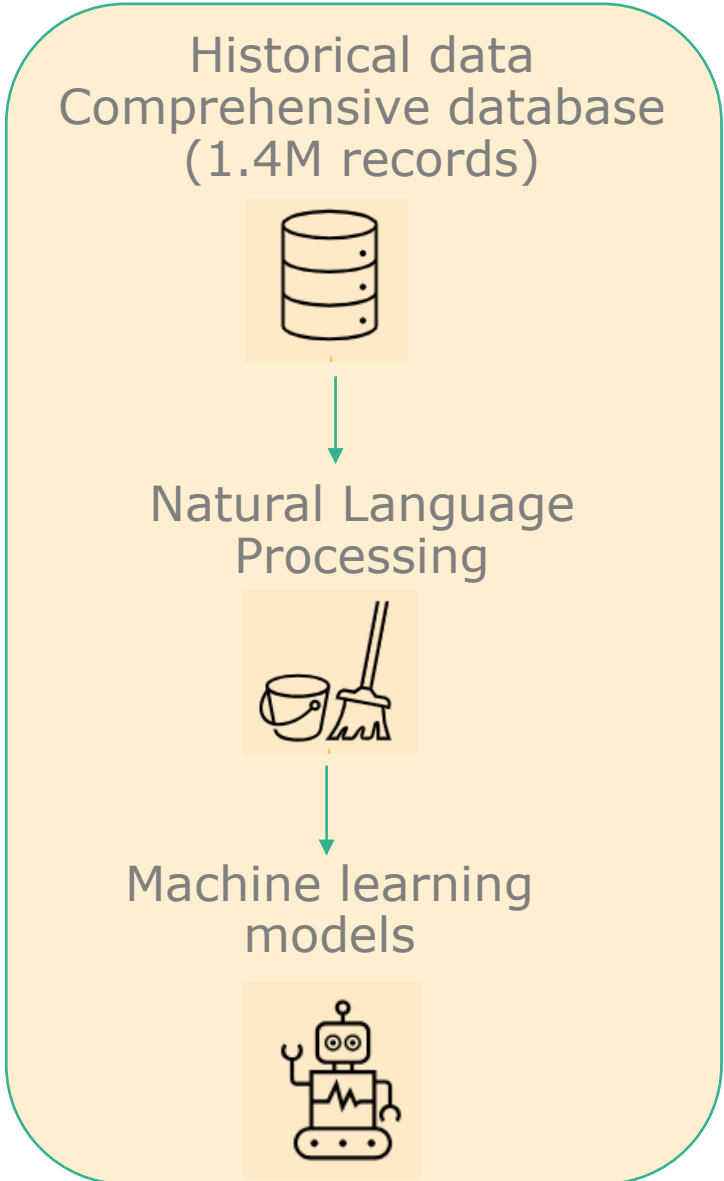 Historical data
Comprehensive database
(1.4M records)
Natural Language
Processing
Machine learning
models